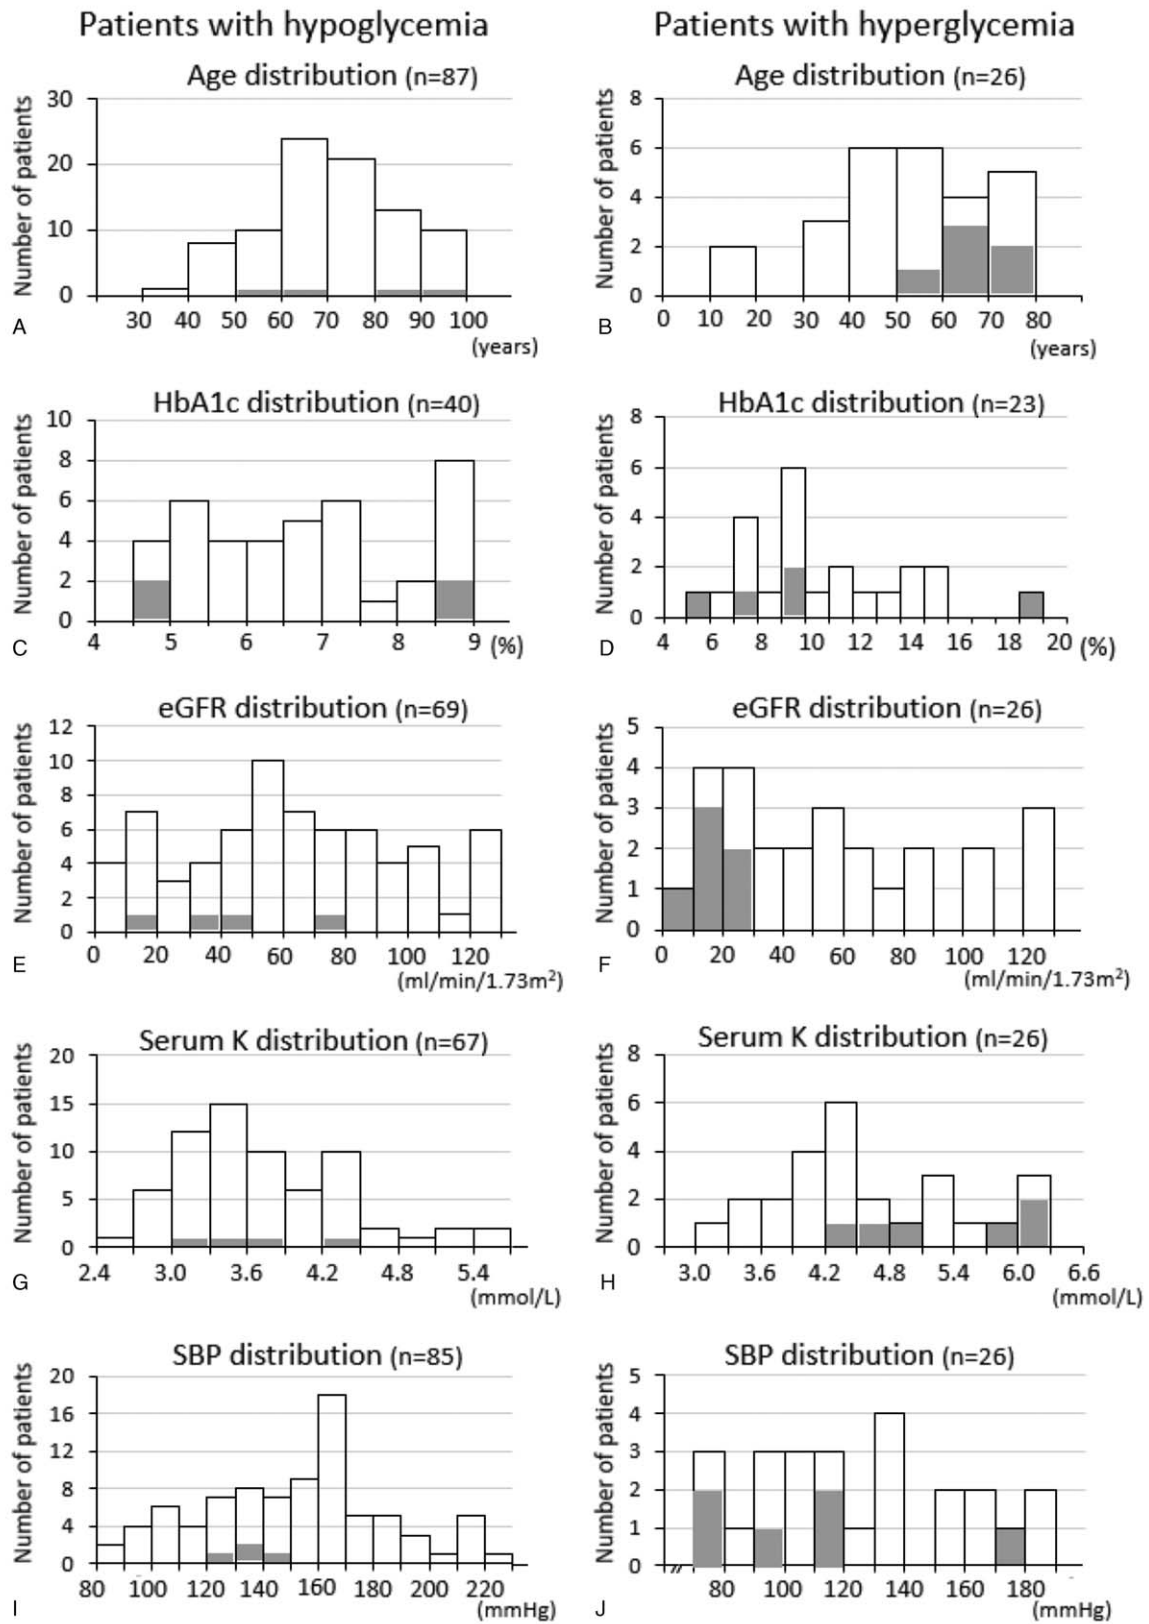 Patients with hypoglycemia
Patients with hyperglycemia
Age distribution (n=87)
Number of patients
30
20
10
0
30 40 50 60 70 80 90 100
(years)
A
Age distribution (n=26)
Number of patients
8
6
4
2
0
0 10 20 30 40 50 60 70 80
(years)
B
HbA1c distribution (n=40)
Number of patients
10
8
6
4
2
0
4 5 6 7 8 9 (%)
C
HbA1c distribution (n=23)
Number of patients
8
6
4
2
0
4 6 8 10 12 14 16 18 20 (%)
D
eGFR distribution (n=69)
Number of patients
12
10
8
6
4
2
0
0 20 40 60 80 100 120
(ml/min/1.73m²)
E
eGFR distribution (n=26)
Number of patients
5
4
3
2
1
0
0 20 40 60 80 100 120
(ml/min/1.73m²)
F
Serum K distribution (n=67)
Number of patients
20
15
10
5
0
2.4 3.0 3.6 4.2 4.8 5.4
(mmol/L)
G
Serum K distribution (n=26)
Number of patients
8
6
4
2
0
3.0 3.6 4.2 4.8 5.4 6.0 6.6
(mmol/L)
H
SBP distribution (n=85)
Number of patients
20
16
12
8
4
0
80 100 120 140 160 180 200 220
(mmHg)
I
SBP distribution (n=26)
Number of patients
5
4
3
2
1
0
80 100 120 140 160 180
(mmHg)
J